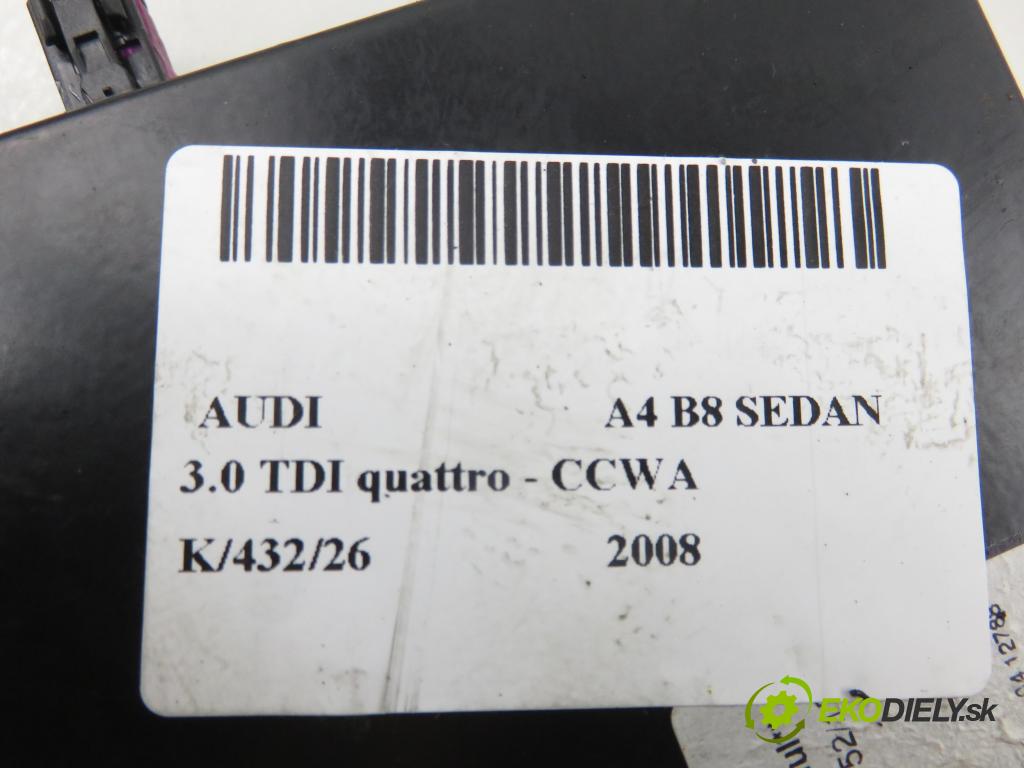 AUDI A4 B8 SEDAN
3.0 TDI quattro - CCWA
K/432/26 2008
EKODIELY.sk